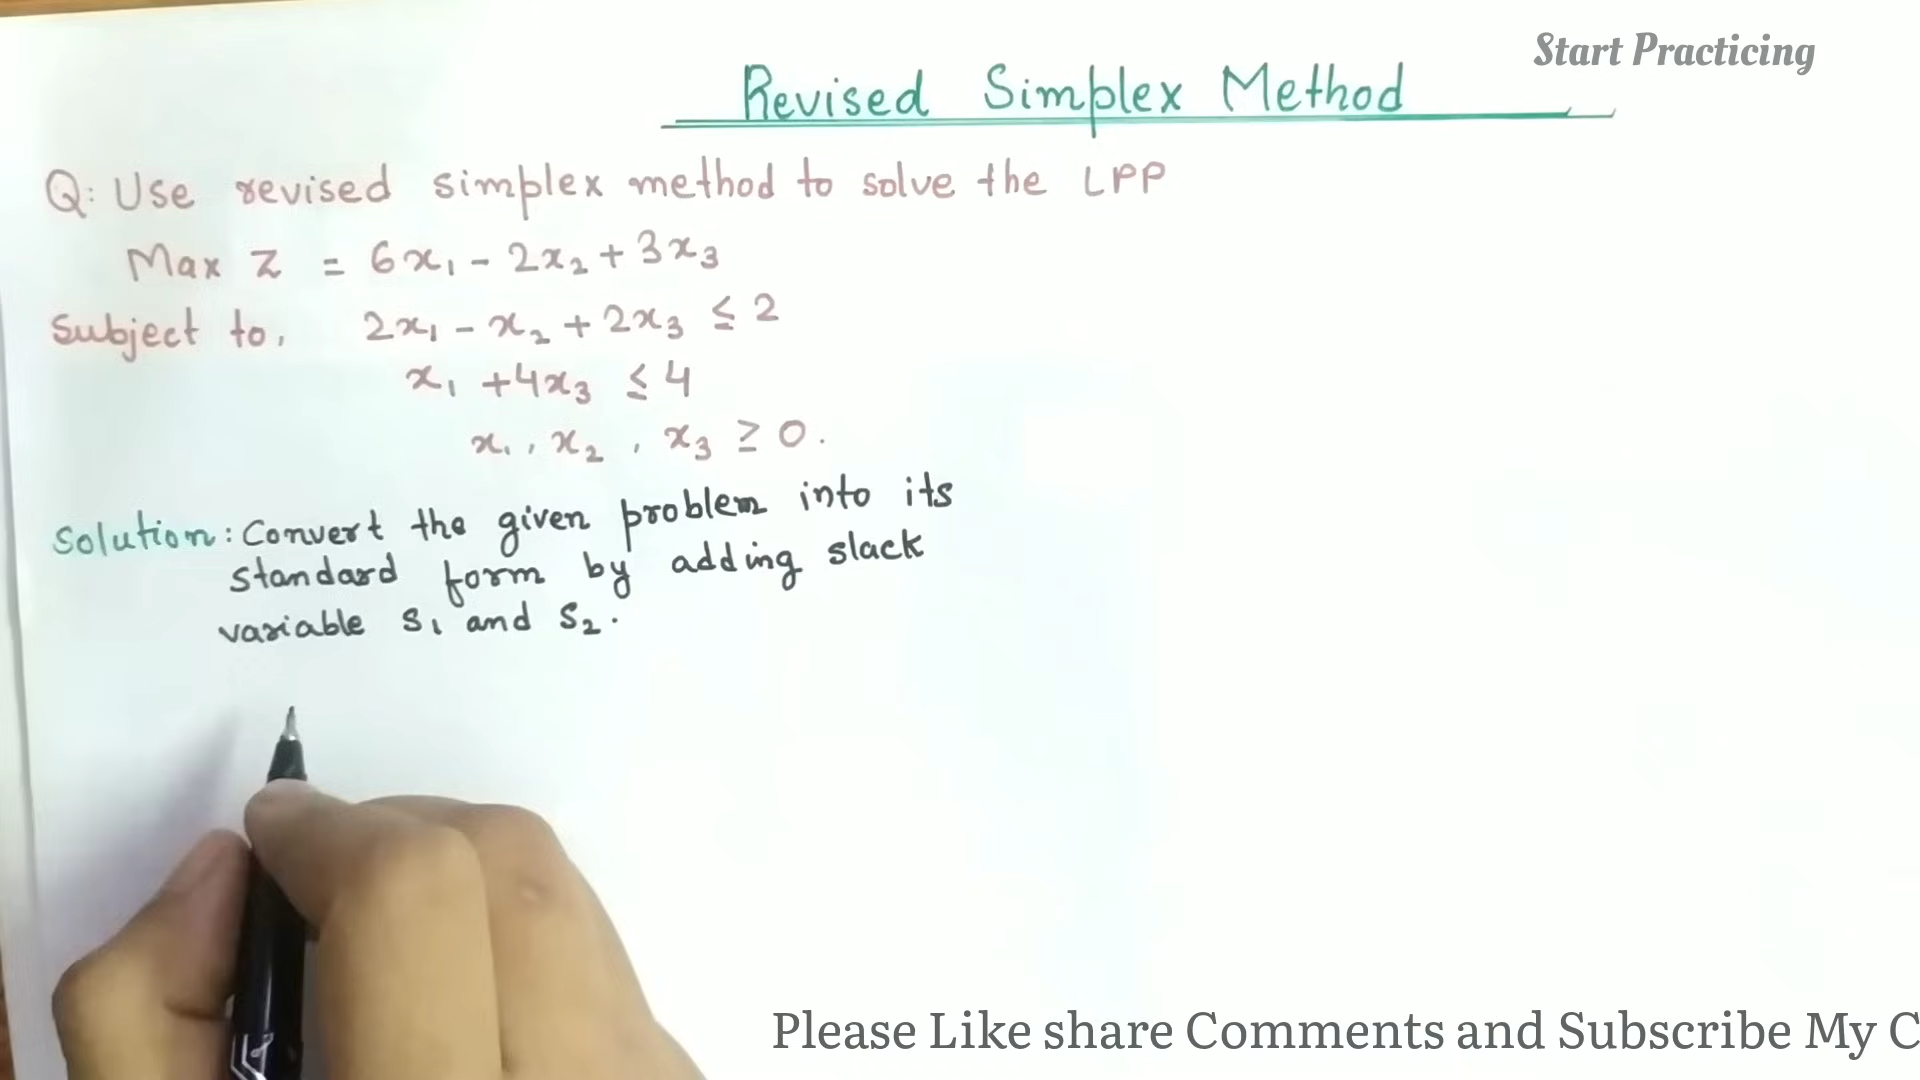 Start Practicing
Revised Simplex Method
Q: Use revised simplex method to solve the LPP
Max Z = 6x₁ - 2x₂ + 3x₃
Subject to, 2x₁ - x₂ + 2x₃ ≤ 2
x₁ + 4x₃ ≤ 4
x₁, x₂, x₃ ≥ 0.
Solution: Convert the given problem into its
standard form by adding slack
variable s₁ and s₂.
Please Like share Comments and Subscribe My C